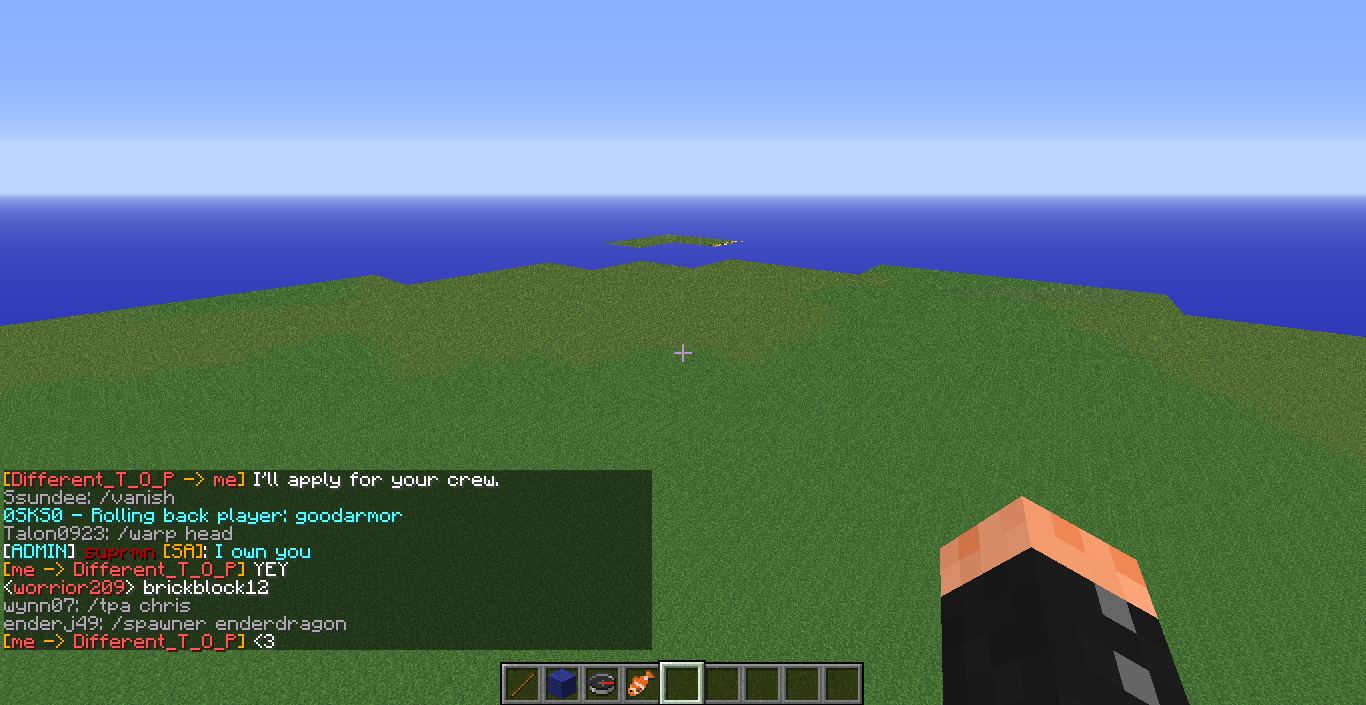 [Different_T_O_P -> me] I'll apply for your crew.
Ssundee: /vanish
0SKS0 - Rolling back player: goodarmor
Talon0923: /warp head
[ADMIN] suprmn [SA]: I own you
[me -> Different_T_O_P] YEY
<worrior209> brickblock12
wynn07: /tpa chris
enderj49: /spawner enderdragon
[me -> Different_T_O_P] <3